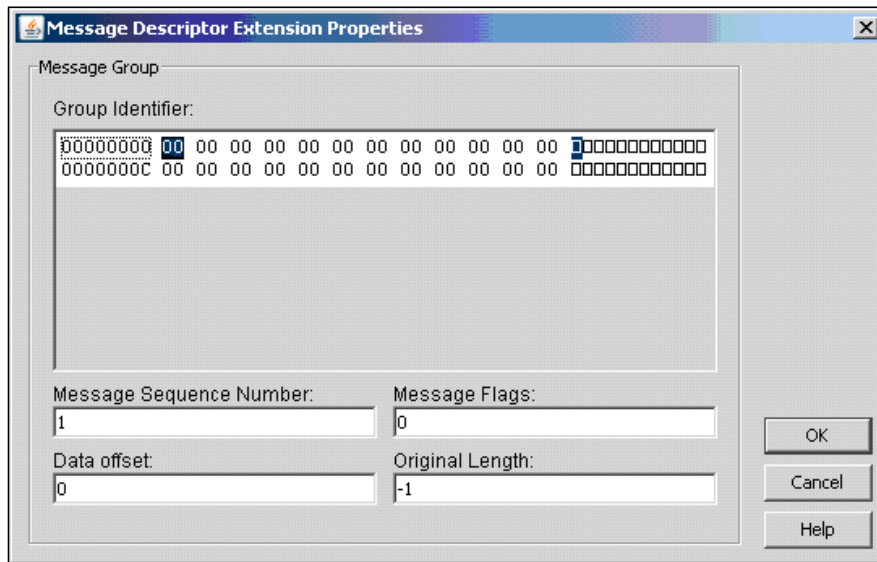 Message Descriptor Extension Properties
Message Group
Group Identifier:
00000000 00 00 00 00 00 00 00 00 00 00 00 00 □□□□□□□□□□□□
0000000C 00 00 00 00 00 00 00 00 00 00 00 00 □□□□□□□□□□□□
Message Sequence Number:
Message Flags:
1
0
Data offset:
Original Length:
0
-1
OK
Cancel
Help